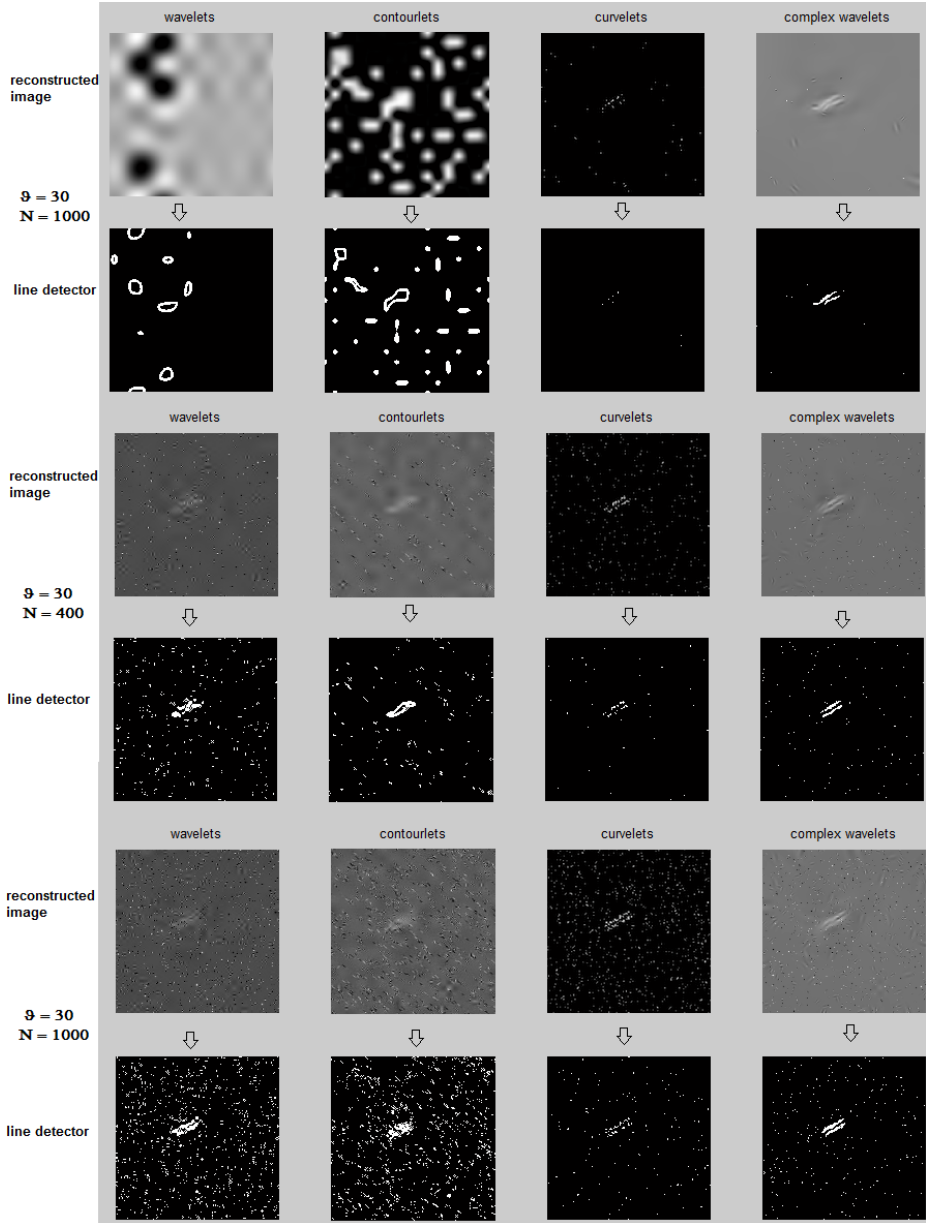 wavelets contourlets curvelets complex wavelets
reconstructed
image
ϑ = 30
N = 1000
line detector
wavelets contourlets curvelets complex wavelets
reconstructed
image
ϑ = 30
N = 400
line detector
wavelets contourlets curvelets complex wavelets
reconstructed
image
ϑ = 30
N = 1000
line detector